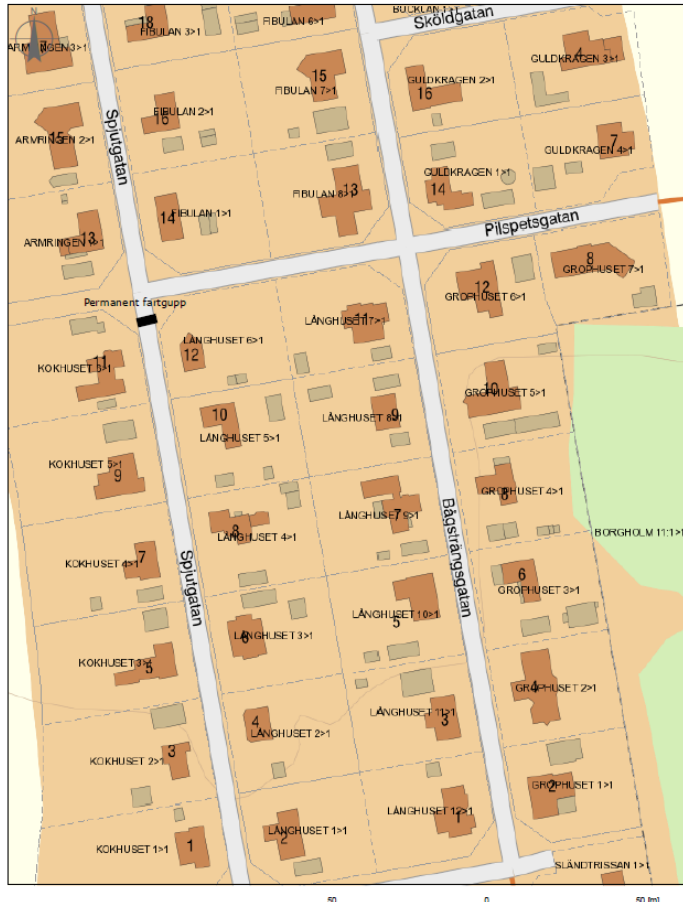 BUCKLAN 1>1
Sköldgatan
18
FIBULAN 6>1
FIBULAN 3>1
ARMRINGEN 3>1
4
GULDKRAGEN 3>1
15
FIBULAN 7>1
GULDKRAGEN 2>1
16
FIBULAN 2>1
16
15
ARMRINGEN 2>1
Spjutgatan
7
GULDKRAGEN 4>1
GULDKRAGEN 1>1
14
13
FIBULAN 8>1
14
FIBULAN 1>1
13
ARMRINGEN 1>1
Pilspetsgatan
8
GROPHUSET 7>1
12
GROPHUSET 6>1
Permanent fartgupp
11
LÅNGHUSET 7>1
LÅNGHUSET 6>1
12
11
KOKHUSET 6>1
10
GROPHUSET 5>1
10
LÅNGHUSET 5>1
9
LÅNGHUSET 8>1
KOKHUSET 5>1
9
GROPHUSET 4>1
8
LÅNGHUSET 9>1
7
8
LÅNGHUSET 4>1
BORGHOLM 11:1>1
Bågsträngsgatan
Spjutgatan
7
KOKHUSET 4>1
6
GROPHUSET 3>1
LÅNGHUSET 10>1
5
6
LÅNGHUSET 3>1
KOKHUSET 3>1
5
4
GROPHUSET 2>1
LÅNGHUSET 11>1
3
4
LÅNGHUSET 2>1
3
KOKHUSET 2>1
2
GROPHUSET 1>1
LÅNGHUSET 12>1
1
LÅNGHUSET 1>1
2
1
KOKHUSET 1>1
SLÄNDTRISSAN 1>1
50
0
50 [m]